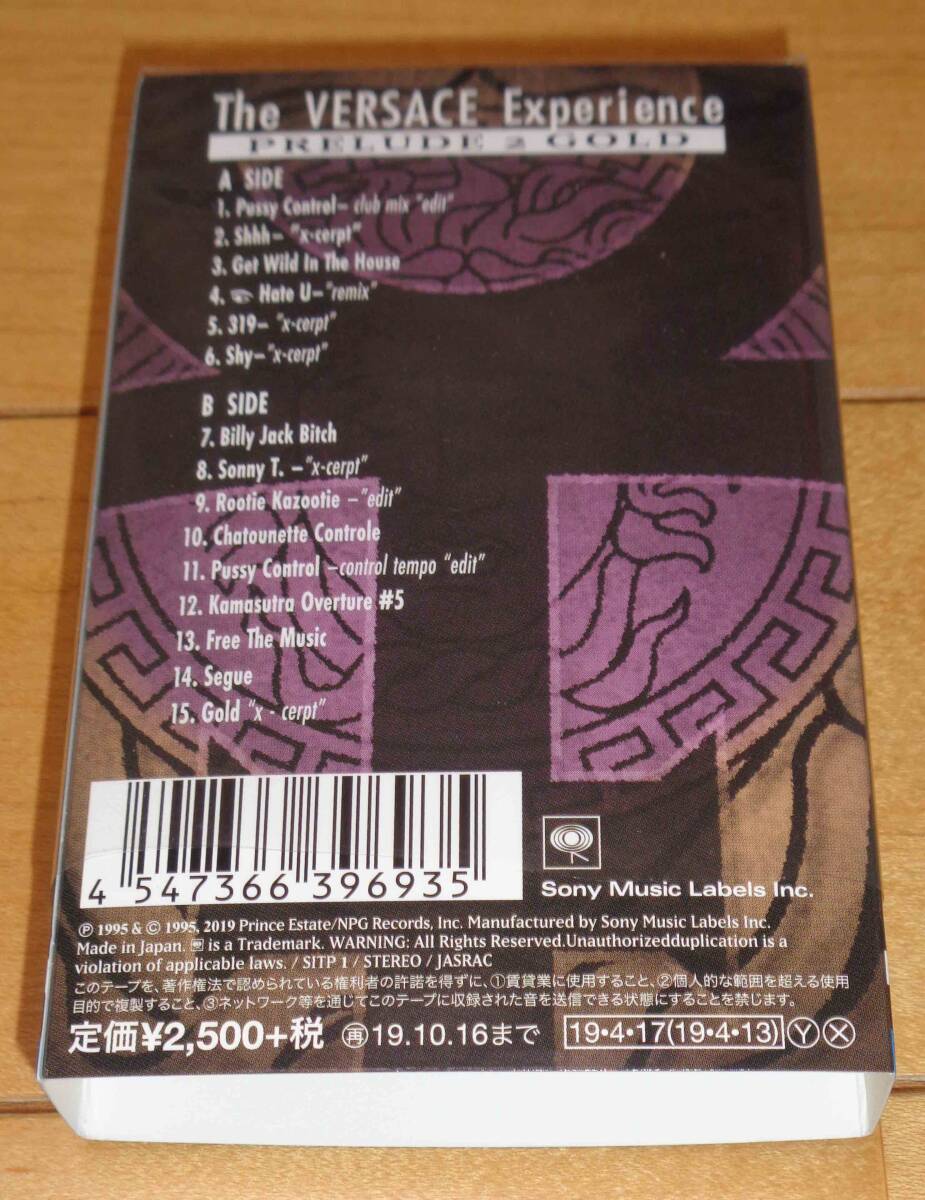 The VERSACE Experience
PRELUDE 2 GOLD
A SIDE
1. Pussy Control– club mix "edit"
2. Shhh– "x-cerpt"
3. Get Wild In The House
4. 👁 Hate U–"remix"
5. 319– "x-cerpt"
6. Shy–"x-cerpt"
B SIDE
7. Billy Jack Bitch
8. Sonny T. –"x-cerpt"
9. Rootie Kazootie –"edit"
10. Chatounette Controle
11. Pussy Control –control tempo "edit"
12. Kamasutra Overture #5
13. Free The Music
14. Segue
15. Gold "x - cerpt"
4 547366 396935
Sony Music Labels Inc.
Ⓟ 1995 & © 1995, 2019 Prince Estate/NPG Records, Inc. Manufactured by Sony Music Labels Inc.
Made in Japan. is a Trademark. WARNING: All Rights Reserved.Unauthorizedduplication is a
violation of applicable laws. / SITP 1 / STEREO / JASRAC
このテープを、著作権法で認められている権利者の許諾を得ずに、①賃貸業に使用すること、②個人的な範囲を超える使用
目的で複製すること、③ネットワーク等を通じてこのテープに収録された音を送信できる状態にすることを禁じます。
定価¥2,500+税 ㊢再 19.10.16まで 19・4・17(19・4・13) Ⓨ Ⓧ